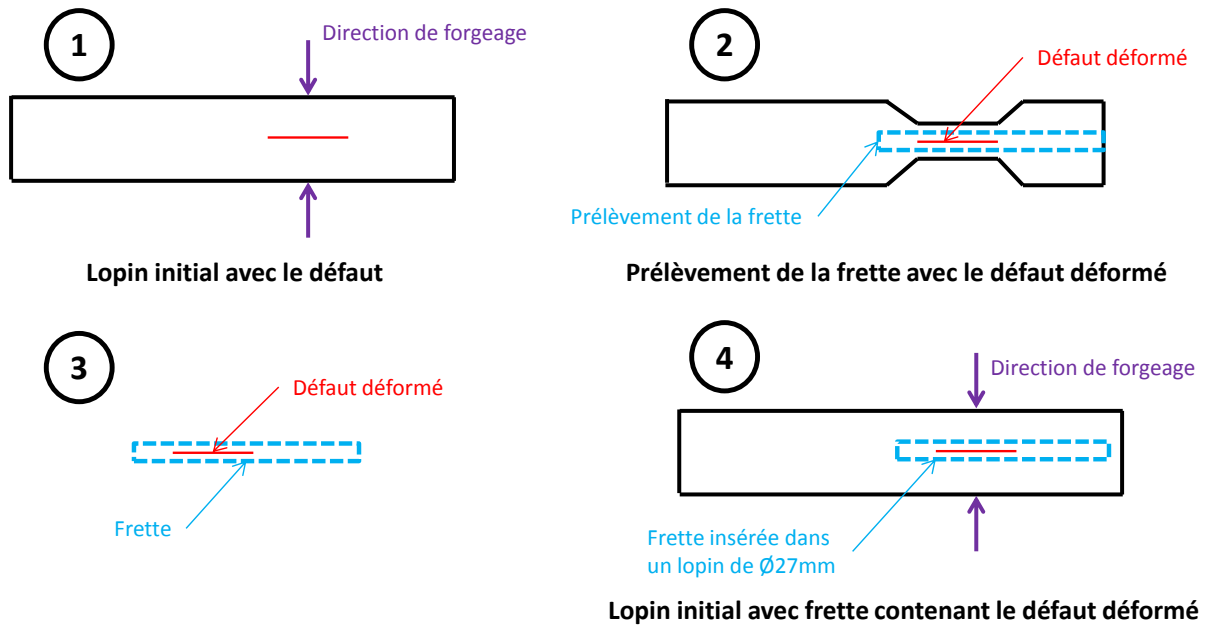 1
Direction de forgeage
Lopin initial avec le défaut
2
Défaut déformé
Prélèvement de la frette
Prélèvement de la frette avec le défaut déformé
3
Défaut déformé
Frette
4
Direction de forgeage
Frette insérée dans
un lopin de Ø27mm
Lopin initial avec frette contenant le défaut déformé